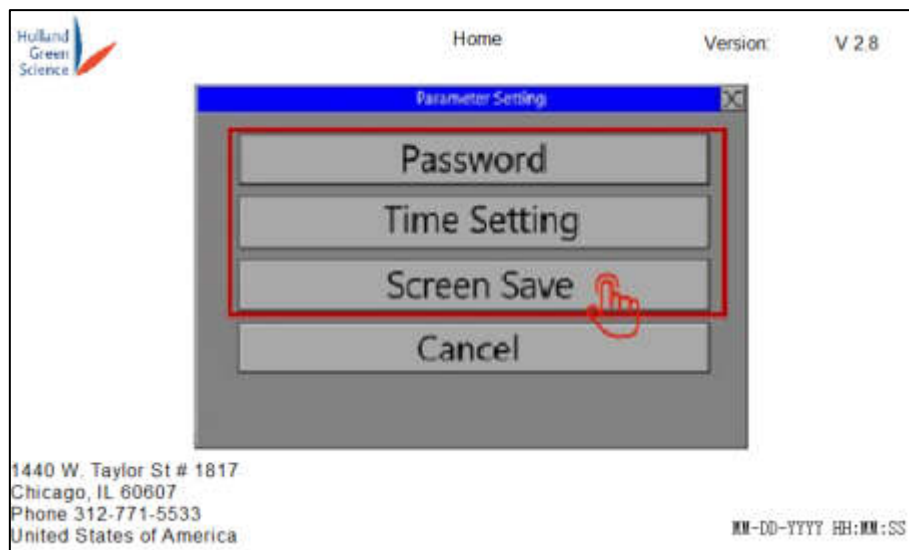 Holland
Green
Science
Home
Version:
V 2.8
Parameter Setting
Password
Time Setting
Screen Save
Cancel
1440 W. Taylor St # 1817
Chicago, IL 60607
Phone 312-771-5533
United States of America
MM-DD-YYYY HH:MM:SS